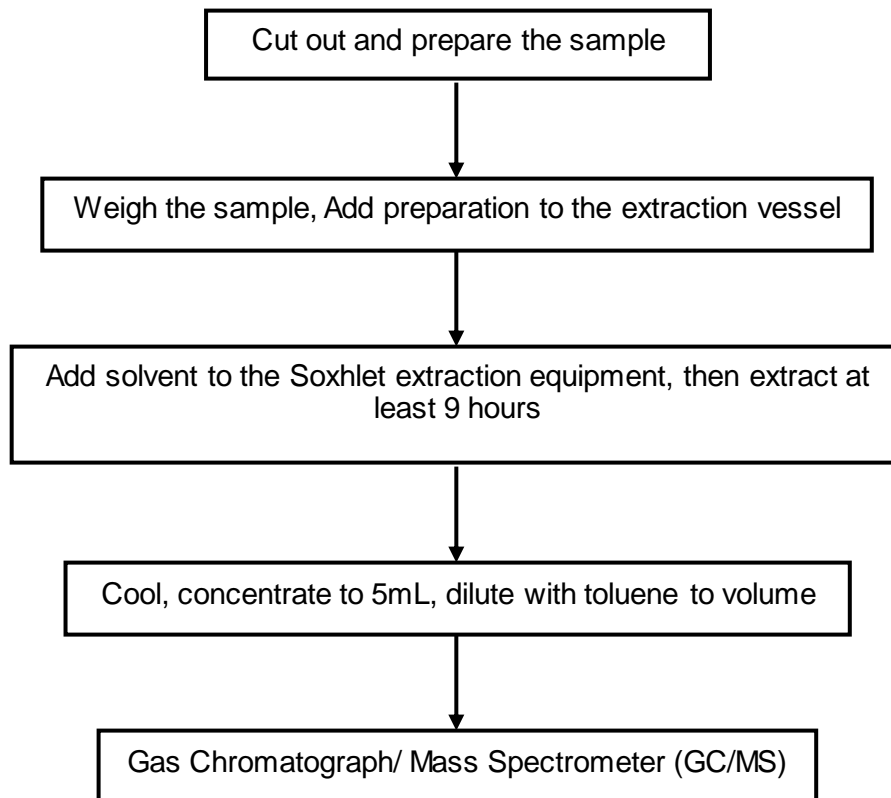 Cut out and prepare the sample
Weigh the sample, Add preparation to the extraction vessel
Add solvent to the Soxhlet extraction equipment, then extract at
least 9 hours
Cool, concentrate to 5mL, dilute with toluene to volume
Gas Chromatograph/ Mass Spectrometer (GC/MS)